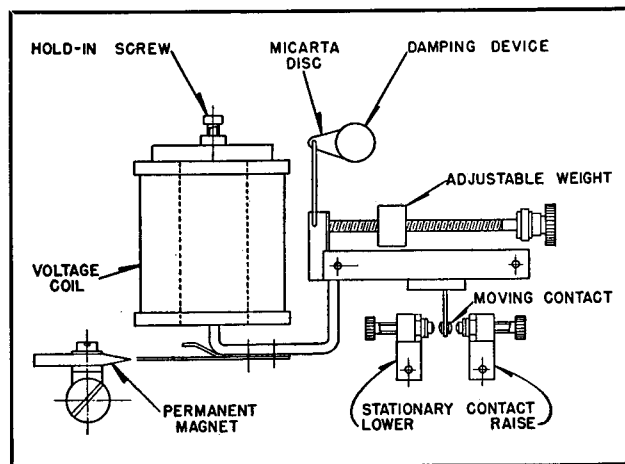 HOLD-IN SCREW
MICARTA
DISC
DAMPING DEVICE
ADJUSTABLE WEIGHT
VOLTAGE
COIL
MOVING CONTACT
PERMANENT
MAGNET
STATIONARY CONTACT
LOWER RAISE